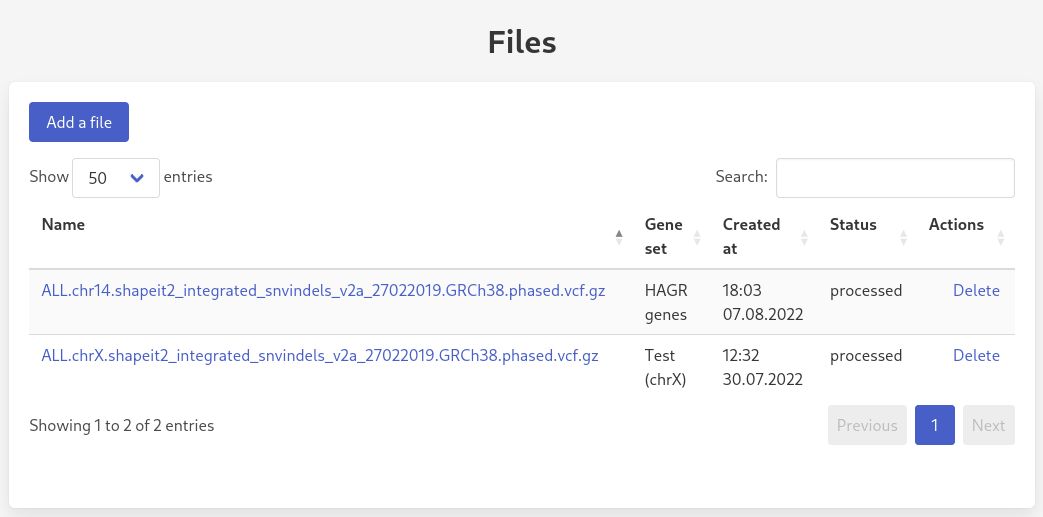 Files
Add a file
Show 50 entries
Search:
Name Gene set Created at Status Actions
ALL.chr14.shapeit2_integrated_snvindels_v2a_27022019.GRCh38.phased.vcf.gz HAGR genes 18:03 07.08.2022 processed Delete
ALL.chrX.shapeit2_integrated_snvindels_v2a_27022019.GRCh38.phased.vcf.gz Test (chrX) 12:32 30.07.2022 processed Delete
Showing 1 to 2 of 2 entries
Previous 1 Next